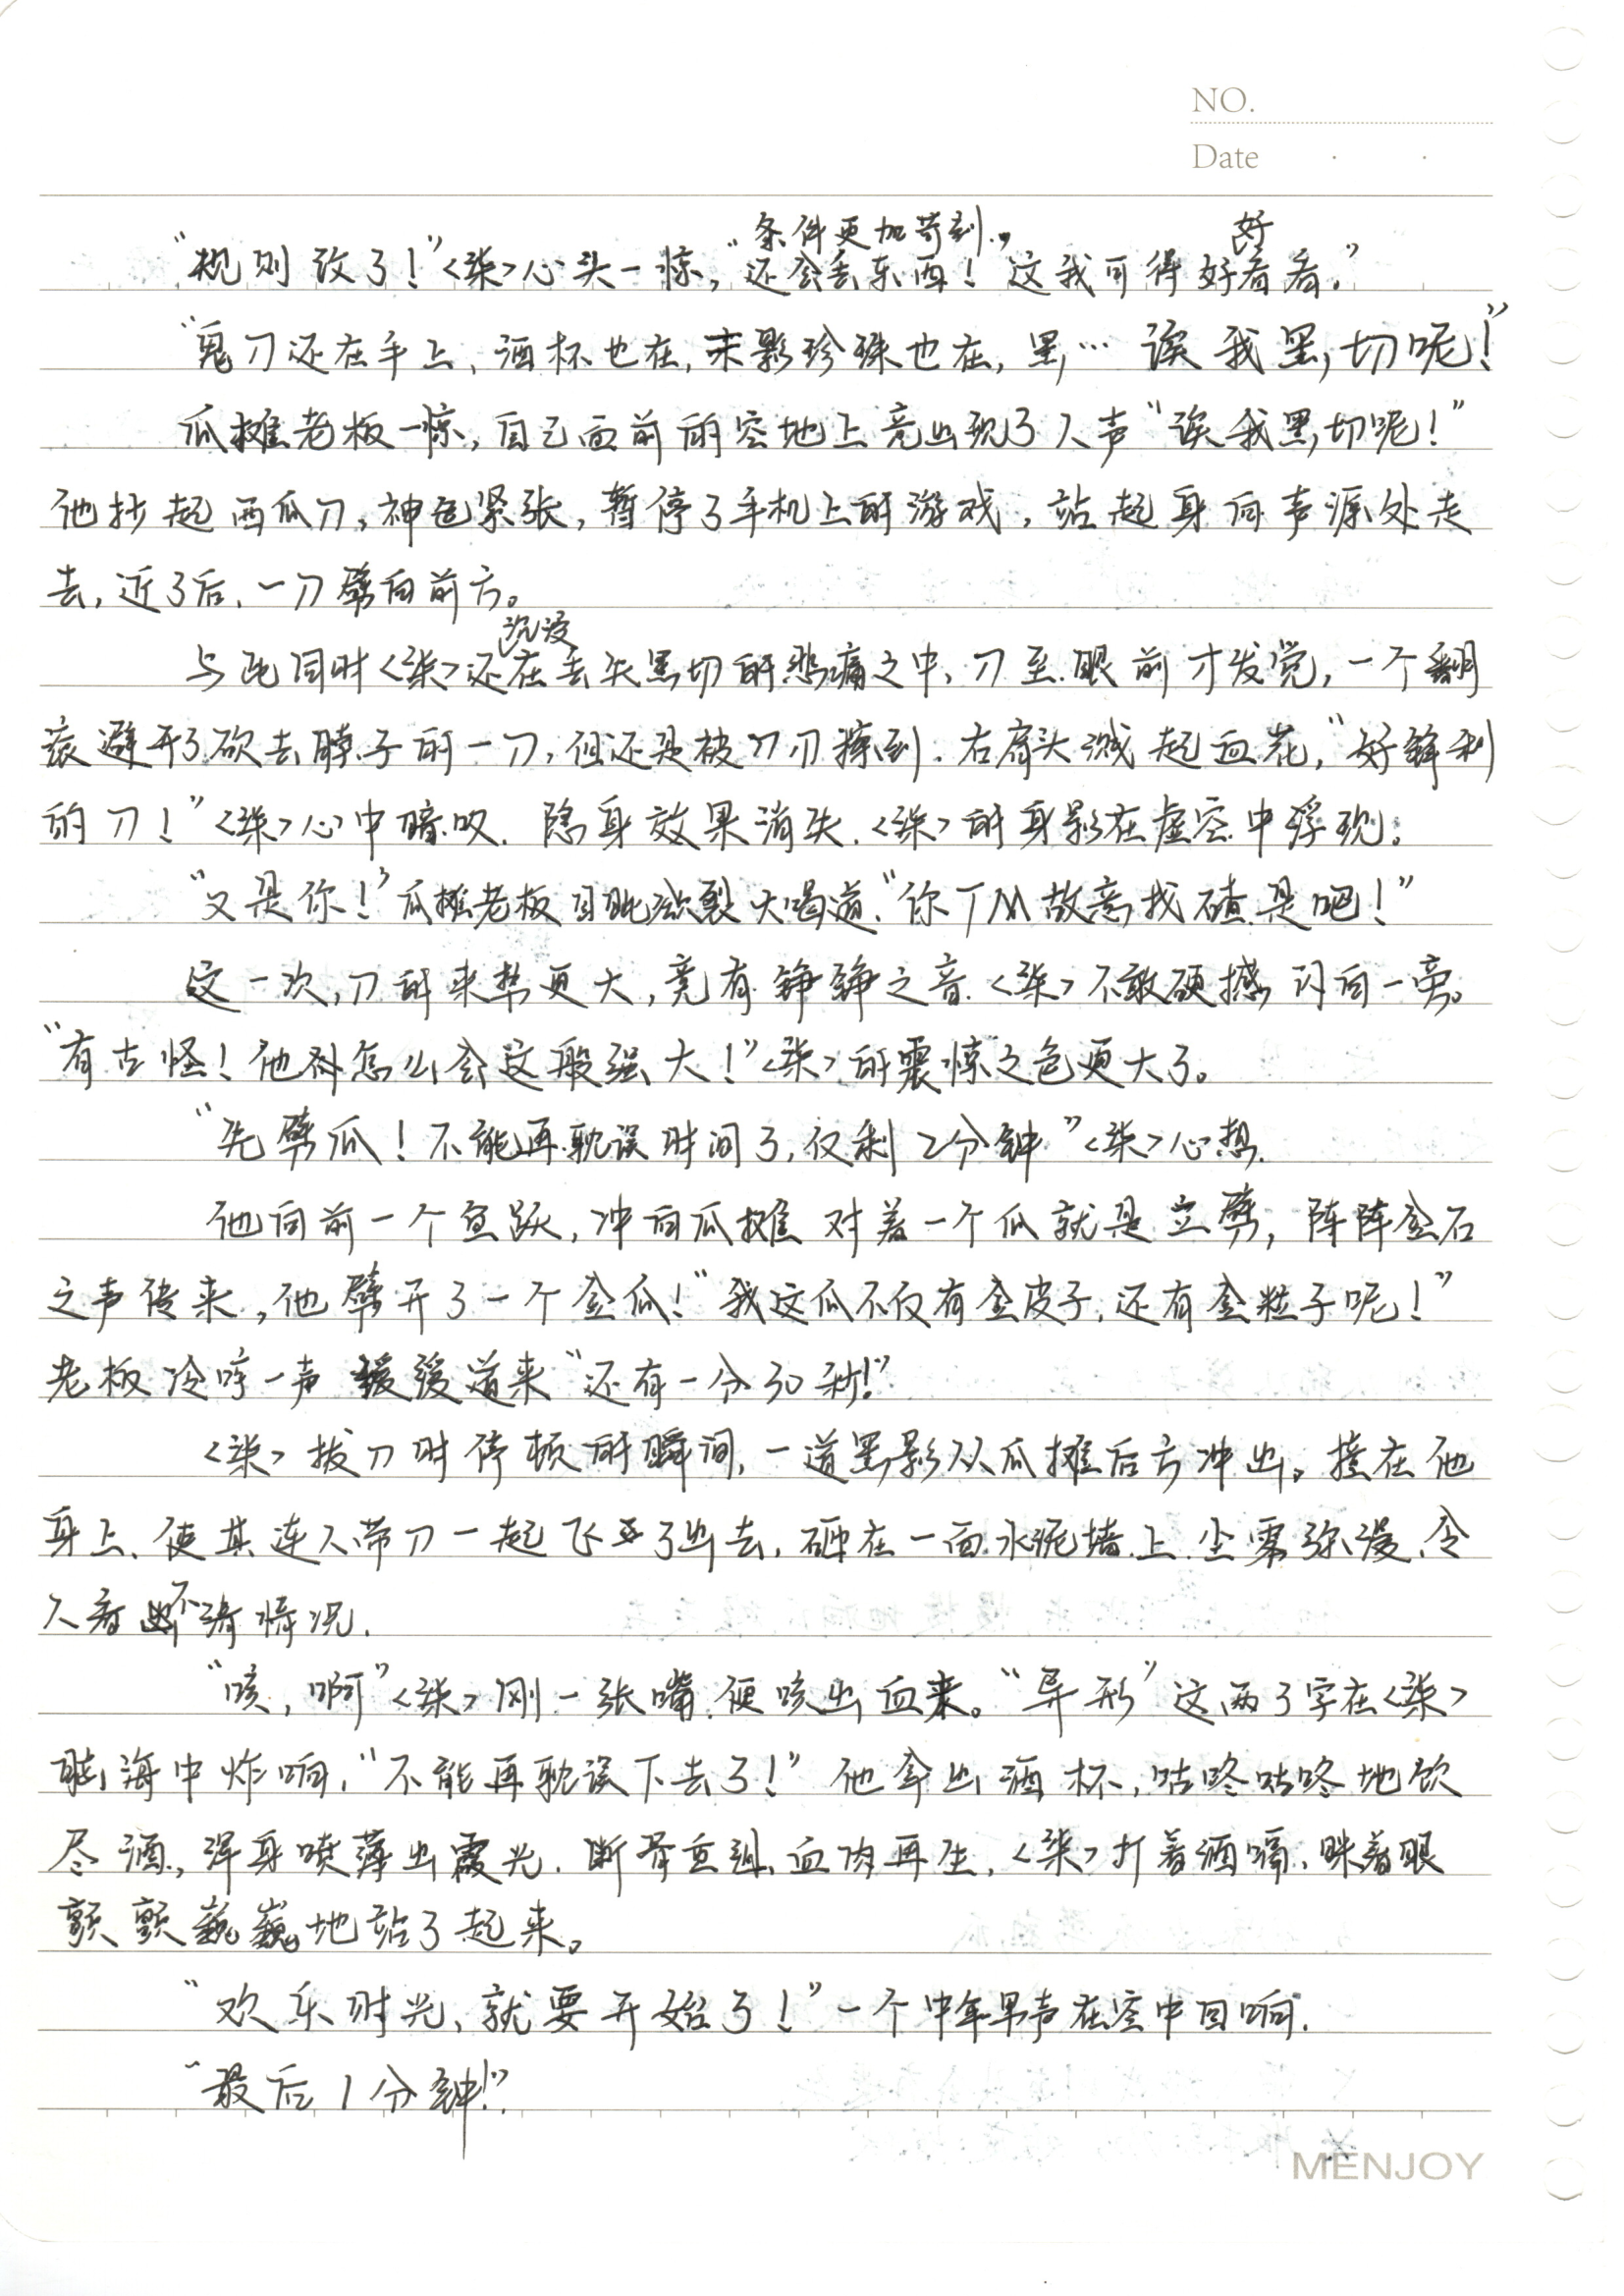 NO.
Date
条件更加苛刻,
好
“规则改了!”<柒>心头一惊,“还会丢东西! 这我可得好看看。”
“鬼刀还在手上,酒杯也在,末影珍珠也在,黑… 诶我黑切呢!”
瓜摊老板一惊,自己面前的空地上竟出现了人声“诶我黑切呢!”
他抄起西瓜刀,神色紧张,暂停了手机上的游戏,站起身向声源处走
去,近了后,一刀劈向前方。
沉浸
与此同时<柒>还在丢失黑切的悲痛之中,刀至眼前才发觉,一个翻
滚避开了砍去脖子的一刀,但还是被刀刃擦到.右肩头溅起血花,“好锋利
的刀!”<柒>心中暗叹.隐身效果消失.<柒>的身影在虚空中浮现。
“又是你!”瓜摊老板目眦欲裂大喝道.“你TM故意找碴是吧!”
这一次,刀的来势更大,竟有铮铮之音.<柒>不敢硬撼 闪向一旁。
“有古怪!他怎么会这般强大!”<柒>的震惊之色更大了。
“先劈瓜!不能再耽误时间了,仅剩2分钟”<柒>心想.
他向前一个鱼跃,冲向瓜摊 对着一个瓜就是立劈,阵阵金石
之声传来,他劈开了一个金瓜!“我这瓜不仅有金皮子,还有金粒子呢!”
老板冷哼一声 缓缓道来“还有一分30秒!”
<柒>拔刀时停顿的瞬间,一道黑影从瓜摊后方冲出。撞在他
身上、使其连人带刀一起飞了出去,砸在一面水泥墙上.尘雾弥漫,令
人看不清情况.
“咳,啊”<柒>刚一张嘴.便咳出血来。“异形”这两了字在<柒>
脑海中炸响,“不能再耽误下去了!”他拿出酒杯,咕咚咕咚地饮
尽酒,浑身喷薄出霞光.断骨重组,血肉再生,<柒>打着酒嗝,眯着眼
颤颤巍巍地站了起来。
“欢乐时光,就要开始了!”一个中年男声在空中回响.
“最后1分钟!”
MENJOY